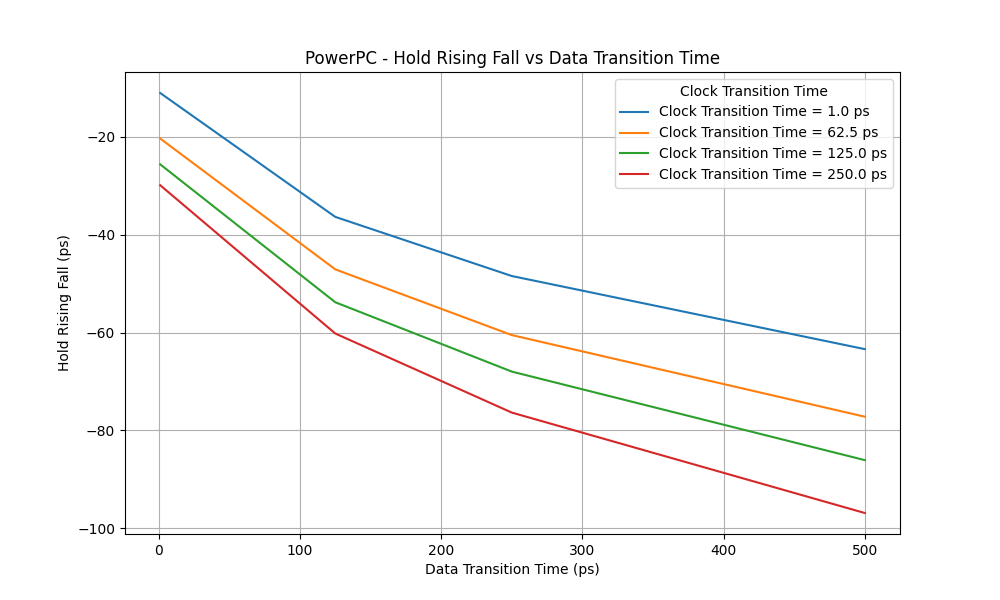 PowerPC - Hold Rising Fall vs Data Transition Time
Clock Transition Time
Clock Transition Time = 1.0 ps
Clock Transition Time = 62.5 ps
Clock Transition Time = 125.0 ps
Clock Transition Time = 250.0 ps
Hold Rising Fall (ps)
−20
−40
−60
−80
−100
0 100 200 300 400 500
Data Transition Time (ps)